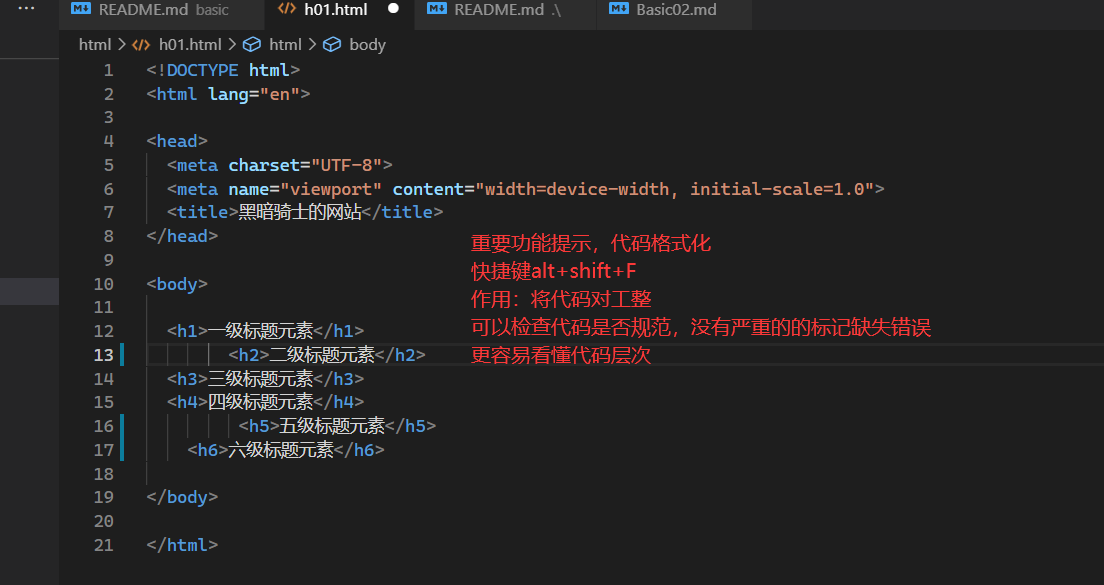 README.md basic
h01.html
README.md .\
Basic02.md
html > h01.html > html > body
1 <!DOCTYPE html>
2 <html lang="en">
3
4 <head>
5 <meta charset="UTF-8">
6 <meta name="viewport" content="width=device-width, initial-scale=1.0">
7 <title>黑暗骑士的网站</title>
8 </head>
9
10 <body>
11
12 <h1>一级标题元素</h1>
13 <h2>二级标题元素</h2>
14 <h3>三级标题元素</h3>
15 <h4>四级标题元素</h4>
16 <h5>五级标题元素</h5>
17 <h6>六级标题元素</h6>
18
19 </body>
20
21 </html>
重要功能提示，代码格式化
快捷键alt+shift+F
作用：将代码对工整
可以检查代码是否规范，没有严重的的标记缺失错误
更容易看懂代码层次